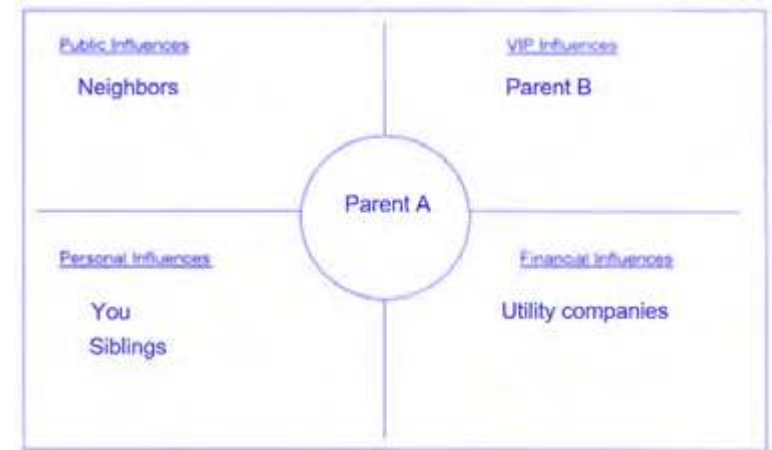 Public Influences
Neighbors
VIP Influences
Parent B
Parent A
Personal Influences
You
Siblings
Financial Influences
Utility companies